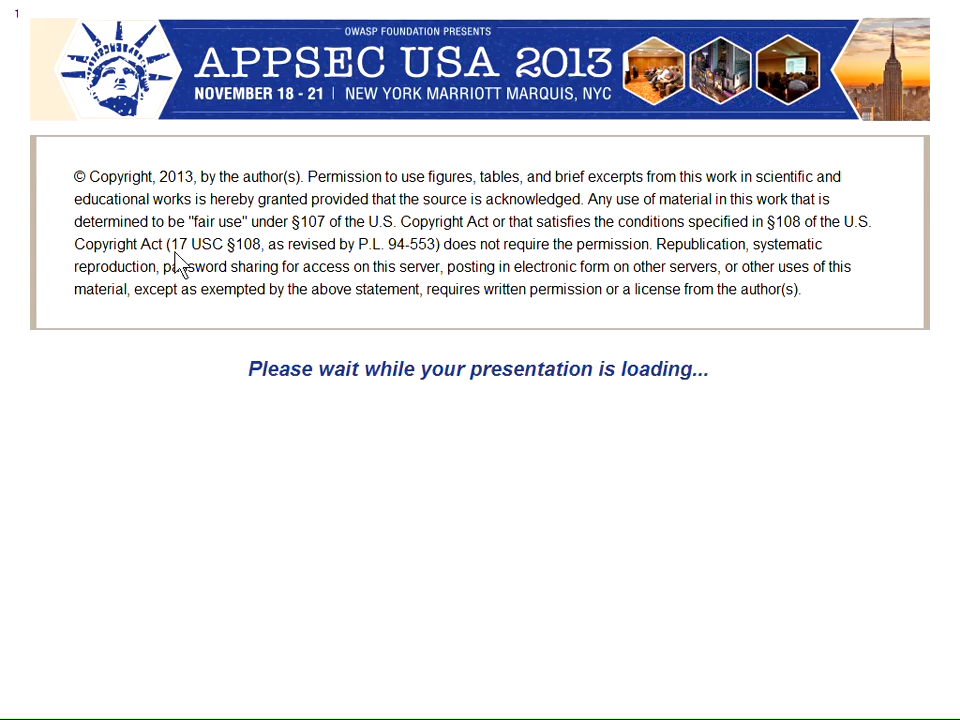 1
OWASP FOUNDATION PRESENTS
APPSEC USA 2013
NOVEMBER 18 - 21 | NEW YORK MARRIOTT MARQUIS, NYC
© Copyright, 2013, by the author(s). Permission to use figures, tables, and brief excerpts from this work in scientific and
educational works is hereby granted provided that the source is acknowledged. Any use of material in this work that is
determined to be "fair use" under §107 of the U.S. Copyright Act or that satisfies the conditions specified in §108 of the U.S.
Copyright Act (17 USC §108, as revised by P.L. 94-553) does not require the permission. Republication, systematic
reproduction, password sharing for access on this server, posting in electronic form on other servers, or other uses of this
material, except as exempted by the above statement, requires written permission or a license from the author(s).
Please wait while your presentation is loading...